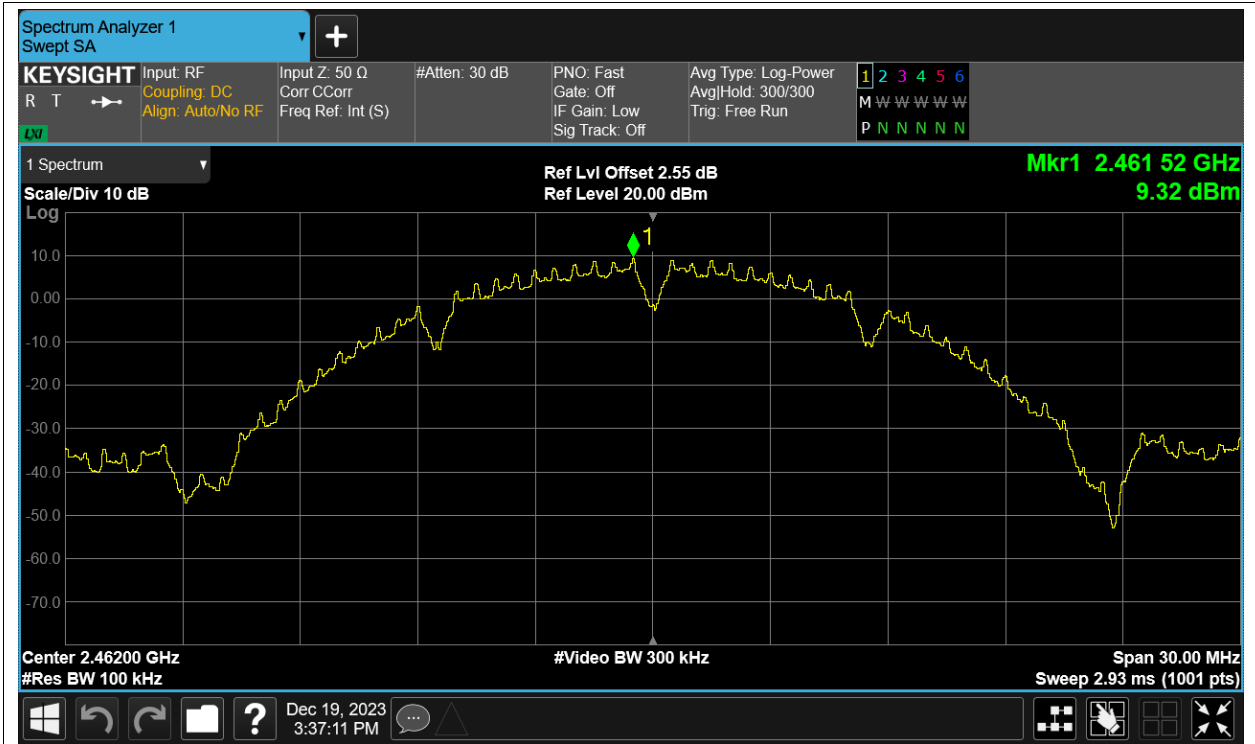 Spectrum Analyzer 1
Swept SA
+
KEYSIGHT
R T
LXI
Input: RF
Coupling: DC
Align: Auto/No RF
Input Z: 50 Ω
Corr CCorr
Freq Ref: Int (S)
#Atten: 30 dB
PNO: Fast
Gate: Off
IF Gain: Low
Sig Track: Off
Avg Type: Log-Power
Avg|Hold: 300/300
Trig: Free Run
1 2 3 4 5 6
M W W W W W
P N N N N N
1 Spectrum
Scale/Div 10 dB
Ref Lvl Offset 2.55 dB
Ref Level 20.00 dBm
Mkr1 2.461 52 GHz
9.32 dBm
Log
1
10.0
0.00
-10.0
-20.0
-30.0
-40.0
-50.0
-60.0
-70.0
Center 2.46200 GHz
#Video BW 300 kHz
Span 30.00 MHz
#Res BW 100 kHz
Sweep 2.93 ms (1001 pts)
?
Dec 19, 2023
3:37:11 PM